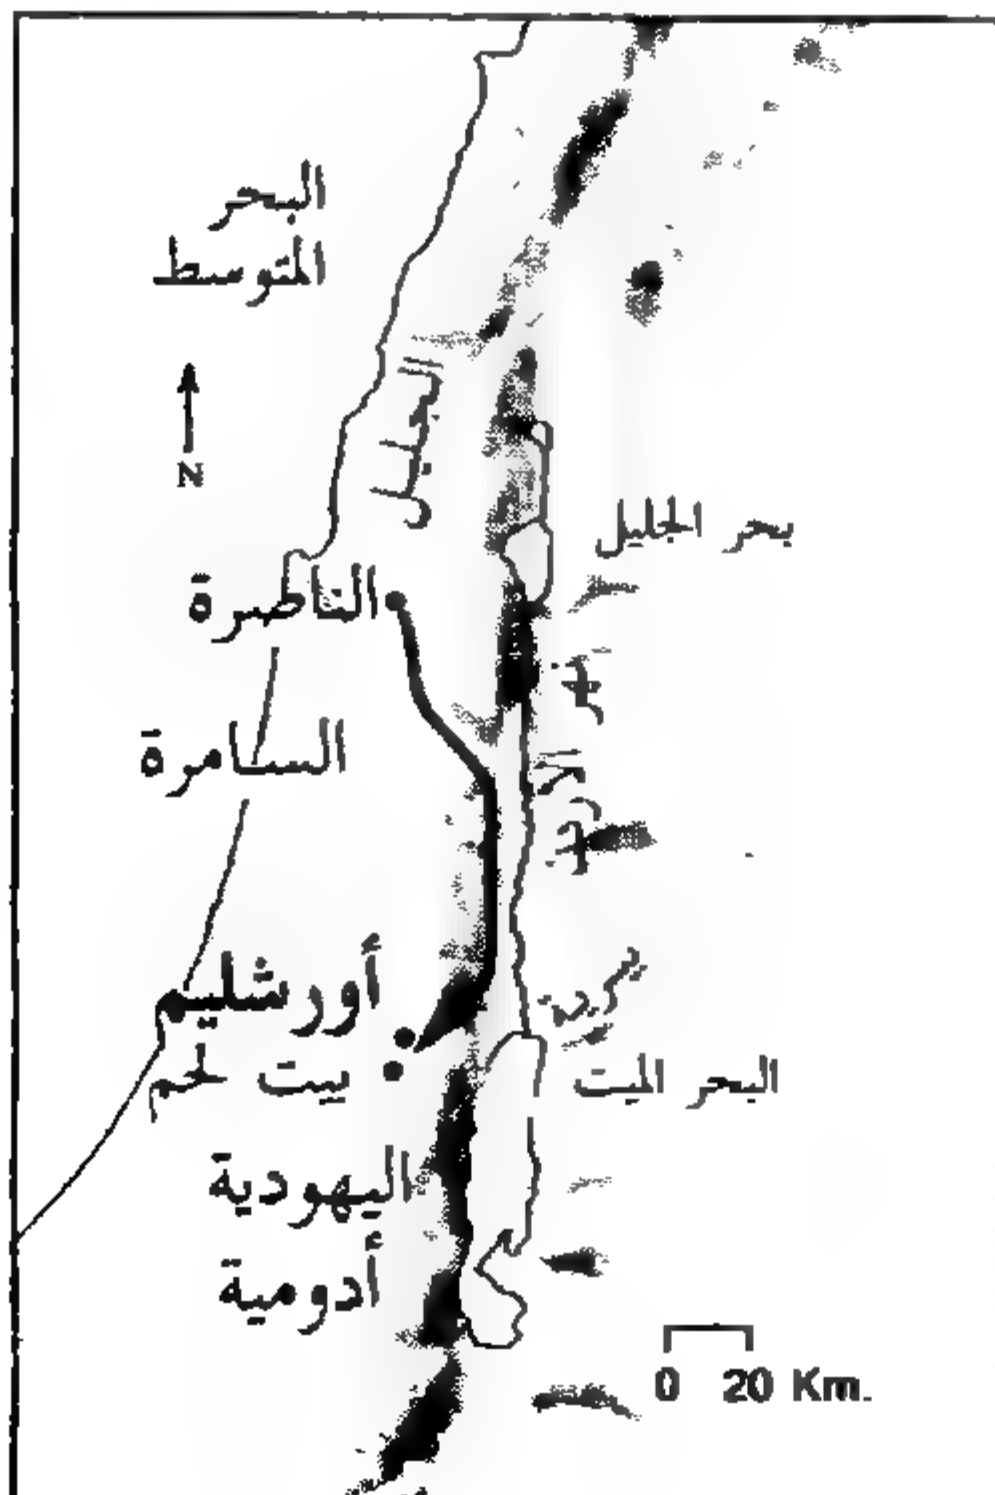 البحر
المتوسط
N
الجليل
بحر الجليل
الناصرة
السامرة
أورشليم
بيت لحم
البحر الميت
اليهودية
أدومية
0 20 Km.